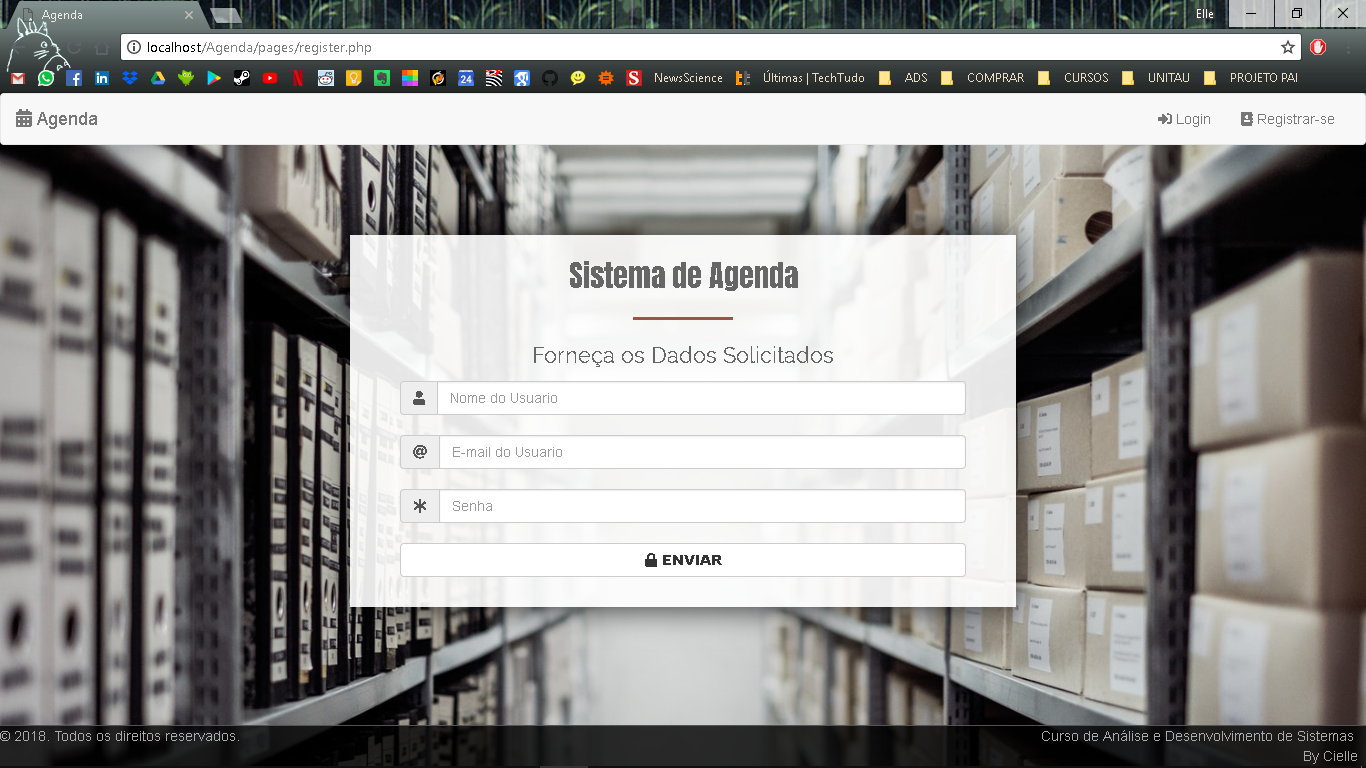 Agenda
Elle
localhost/Agenda/pages/register.php
24 S NewsScience Últimas | TechTudo ADS COMPRAR CURSOS UNITAU PROJETO PAI
Agenda Login Registrar-se
Sistema de Agenda
Forneça os Dados Solicitados
Nome do Usuario
@ E-mail do Usuario
Senha
ENVIAR
© 2018. Todos os direitos reservados. Curso de Análise e Desenvolvimento de Sistemas
By Cielle